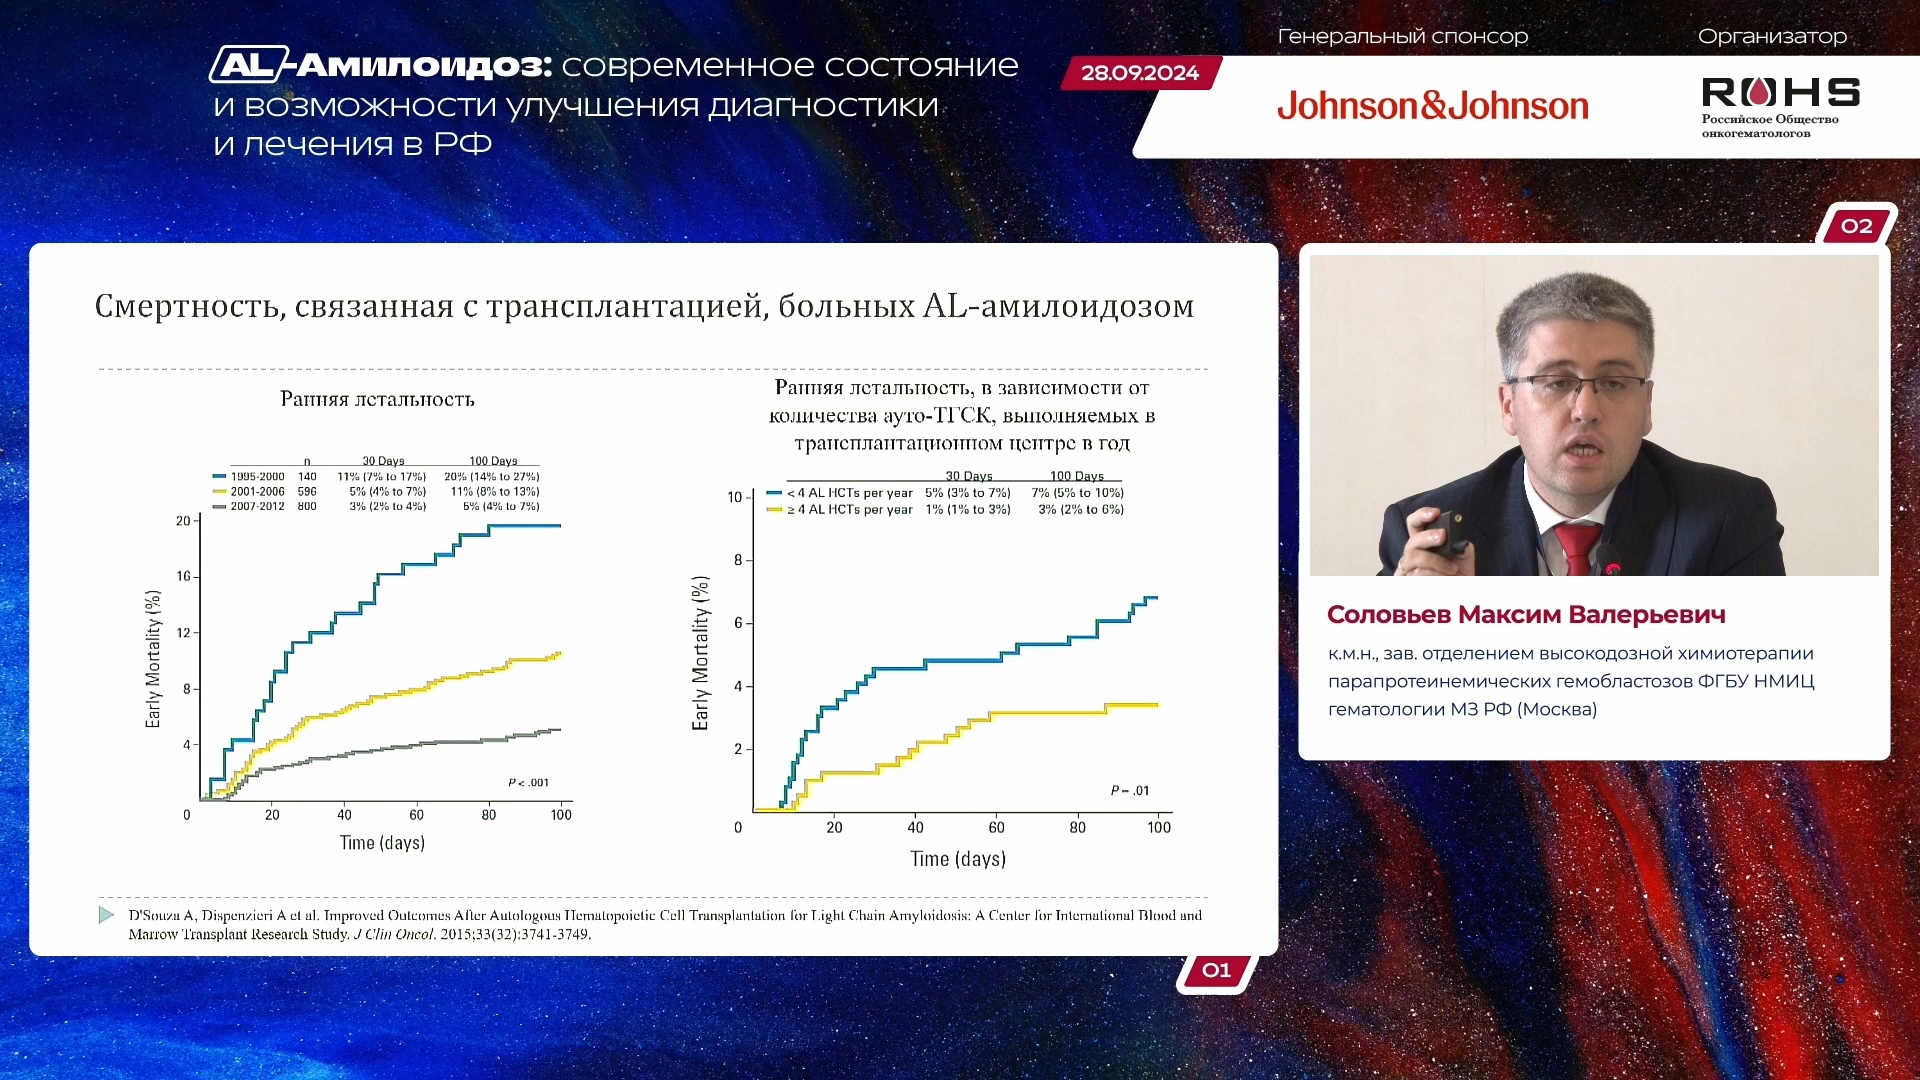 AL-Амилоидоз: современное состояние
и возможности улучшения диагностики
и лечения в РФ
28.09.2024
Генеральный спонсор
Johnson&Johnson
Организатор
ROHS
Российское Общество
онкогематологов
Смертность, связанная с трансплантацией, больных AL-амилоидозом
Ранняя летальность
n 30 Days 100 Days
1995-2000 140 11% (7% to 17%) 20% (14% to 27%)
2001-2006 596 5% (4% to 7%) 11% (8% to 13%)
2007-2012 800 3% (2% to 4%) 5% (4% to 7%)
20
16
12
8
4
0
Early Mortality (%)
P < .001
20 40 60 80 100
Time (days)
Ранняя летальность, в зависимости от
количества ауто-ТГСК, выполняемых в
трансплантационном центре в год
30 Days 100 Days
< 4 AL HCTs per year 5% (3% to 7%) 7% (5% to 10%)
≥ 4 AL HCTs per year 1% (1% to 3%) 3% (2% to 6%)
10
8
6
4
2
0
Early Mortality (%)
P = .01
20 40 60 80 100
Time (days)
D'Souza A, Dispenzieri A et al. Improved Outcomes After Autologous Hematopoietic Cell Transplantation for Light Chain Amyloidosis: A Center for International Blood and
Marrow Transplant Research Study. J Clin Oncol. 2015;33(32):3741-3749.
01
02
Соловьев Максим Валерьевич
к.м.н., зав. отделением высокодозной химиотерапии
парапротеинемических гемобластозов ФГБУ НМИЦ
гематологии МЗ РФ (Москва)